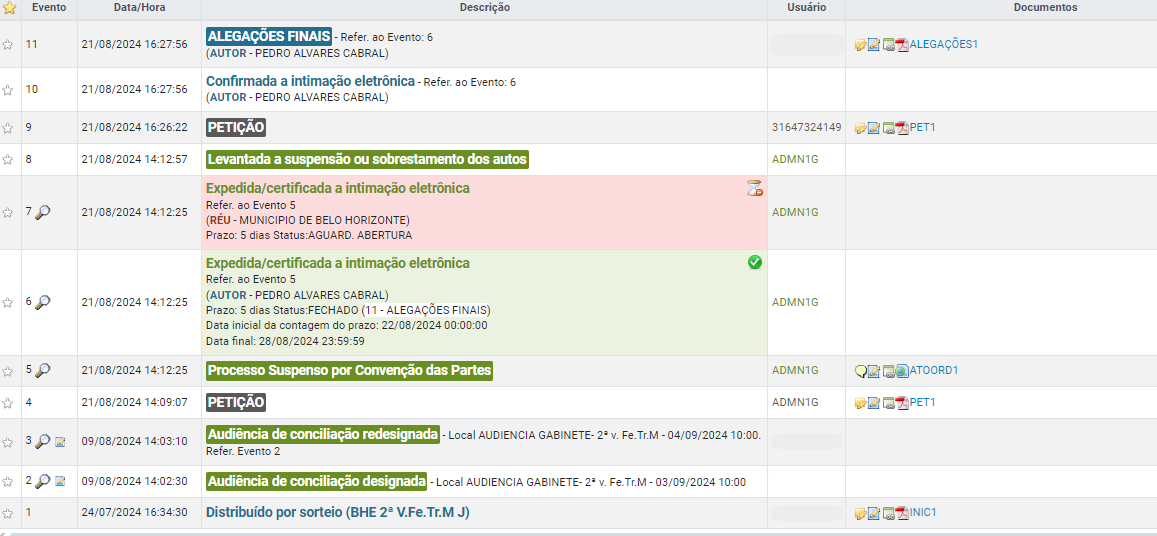 Evento Data/Hora Descrição Usuário Documentos
11 21/08/2024 16:27:56 ALEGAÇÕES FINAIS - Refer. ao Evento: 6 ALEGAÇÕES1
(AUTOR - PEDRO ALVARES CABRAL)
10 21/08/2024 16:27:56 Confirmada a intimação eletrônica - Refer. ao Evento: 6
(AUTOR - PEDRO ALVARES CABRAL)
9 21/08/2024 16:26:22 PETIÇÃO 31647324149 PET1
8 21/08/2024 14:12:57 Levantada a suspensão ou sobrestamento dos autos ADMN1G
7 21/08/2024 14:12:25 Expedida/certificada a intimação eletrônica ADMN1G
Refer. ao Evento 5
(RÉU - MUNICIPIO DE BELO HORIZONTE)
Prazo: 5 dias Status:AGUARD. ABERTURA
6 21/08/2024 14:12:25 Expedida/certificada a intimação eletrônica ADMN1G
Refer. ao Evento 5
(AUTOR - PEDRO ALVARES CABRAL)
Prazo: 5 dias Status:FECHADO (11 - ALEGAÇÕES FINAIS)
Data inicial da contagem do prazo: 22/08/2024 00:00:00
Data final: 28/08/2024 23:59:59
5 21/08/2024 14:12:25 Processo Suspenso por Convenção das Partes ADMN1G ATOORD1
4 21/08/2024 14:09:07 PETIÇÃO ADMN1G PET1
3 09/08/2024 14:03:10 Audiência de conciliação redesignada - Local AUDIENCIA GABINETE- 2ª v. Fe.Tr.M - 04/09/2024 10:00.
Refer. Evento 2
2 09/08/2024 14:02:30 Audiência de conciliação designada - Local AUDIENCIA GABINETE- 2ª v. Fe.Tr.M - 03/09/2024 10:00
1 24/07/2024 16:34:30 Distribuído por sorteio (BHE 2ª V.Fe.Tr.M J) INIC1